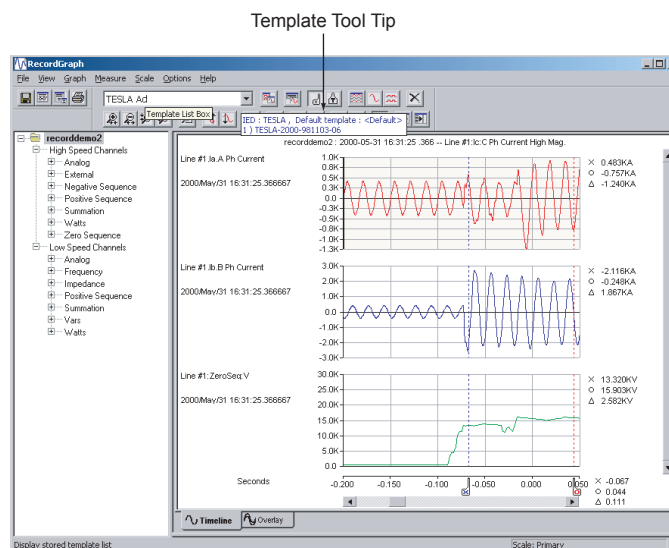 Template Tool Tip
RecordGraph
File View Graph Measure Scale Options Help
TESLA Ad
Template List Box
IED : TESLA , Default template : <Default>
1 ) TESLA-2000-981103-06
recorddemo2
High Speed Channels
Analog
External
Negative Sequence
Positive Sequence
Summation
Watts
Zero Sequence
Low Speed Channels
Analog
Frequency
Impedance
Positive Sequence
Summation
Vars
Watts
recorddemo2 : 2000-05-31 16:31:25 .366 -- Line #1:Ic:C Ph Current High Mag.
Line #1:Ia:A Ph Current
2000/May/31 16:31:25.366667
1.0K
0.8K
0.5K
0.3K
0.0
-0.3K
-0.5K
-0.8K
-1.0K
-1.3K
× 0.483KA
O -0.757KA
Δ -1.240KA
Line #1:Ib:B Ph Current
2000/May/31 16:31:25.366667
3.0K
2.0K
1.0K
0.0
-1.0K
-2.0K
-3.0K
× -2.116KA
O -0.248KA
Δ 1.867KA
Line #1:ZeroSeq:V
2000/May/31 16:31:25.366667
30.0K
25.0K
20.0K
15.0K
10.0K
5.0K
0.0
× 13.320KV
O 15.903KV
Δ 2.582KV
Seconds
-0.200 -0.150 -0.100 -0.050 0.000 0.050
× -0.067
O 0.044
Δ 0.111
Timeline Overlay
Display stored template list
Scale: Primary